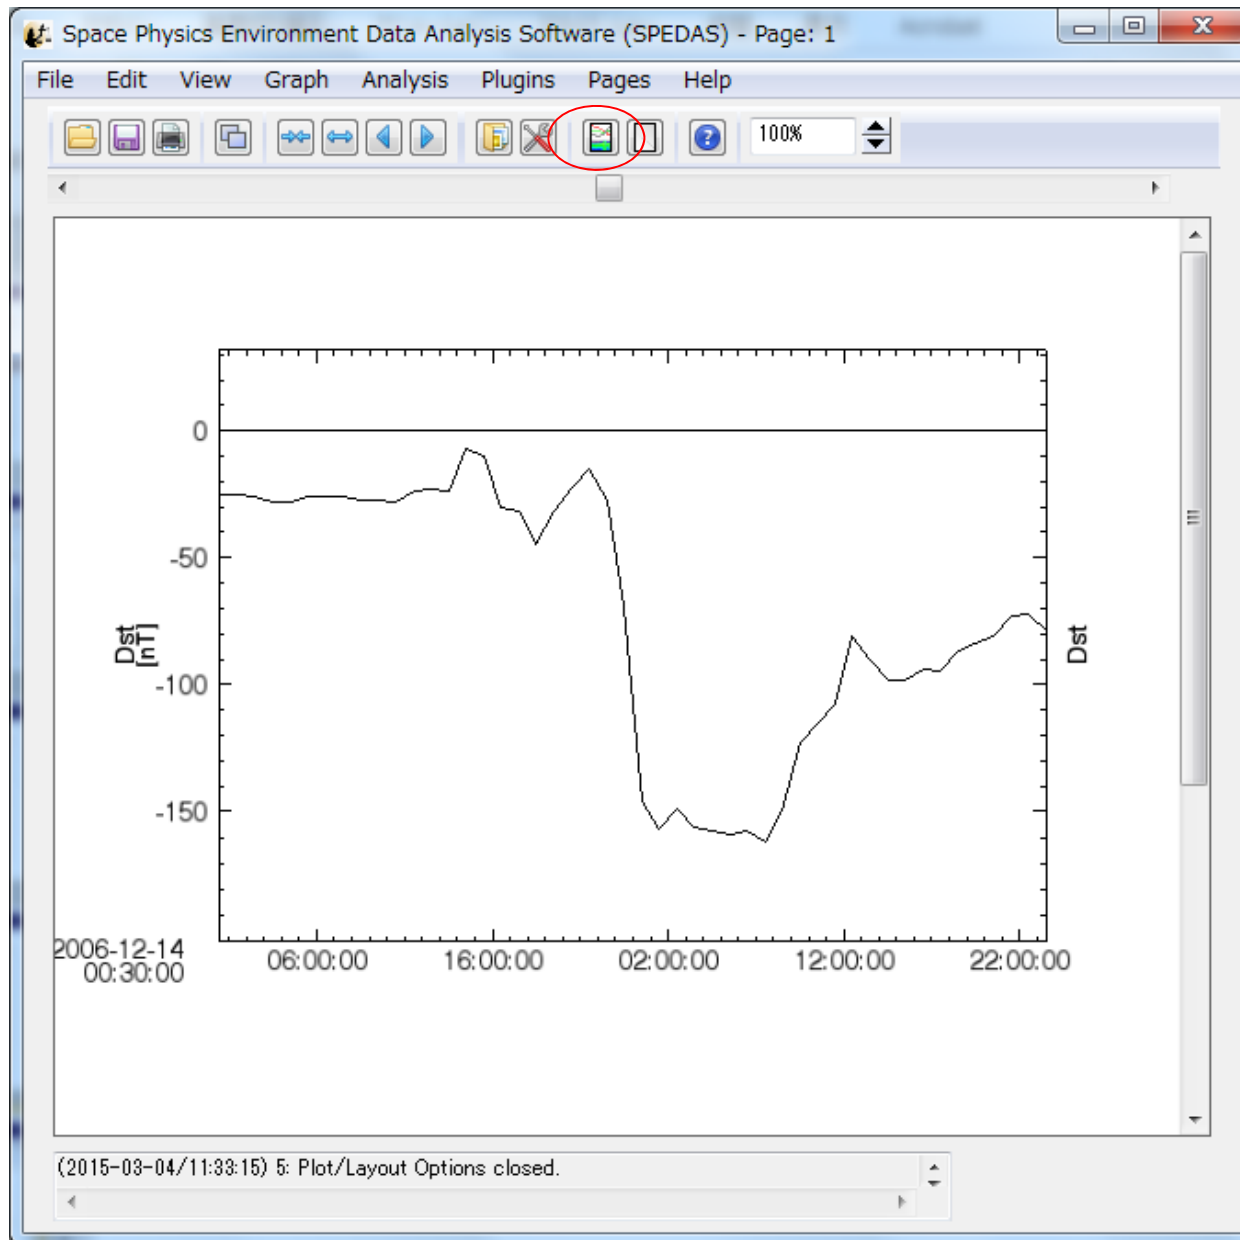 Space Physics Environment Data Analysis Software (SPEDAS) - Page: 1
File Edit View Graph Analysis Plugins Pages Help
100%
0
-50
-100
-150
Dst
[nT]
Dst
2006-12-14
00:30:00
06:00:00 16:00:00 02:00:00 12:00:00 22:00:00
(2015-03-04/11:33:15) 5: Plot/Layout Options closed.